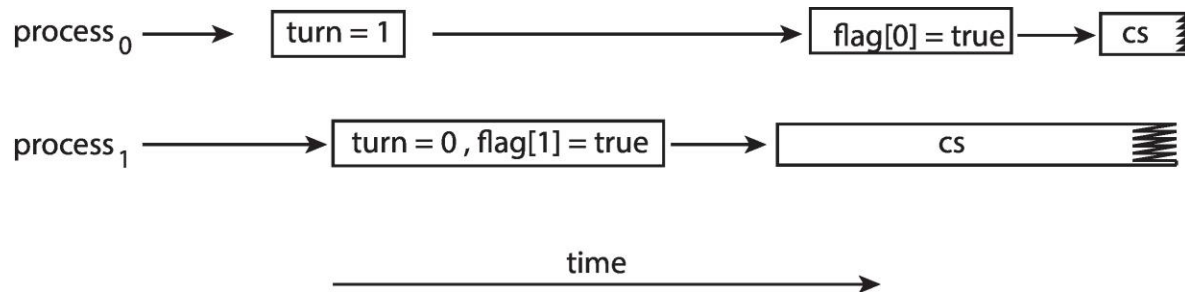 process0 turn = 1 flag[0] = true cs
process1 turn = 0 , flag[1] = true cs
time